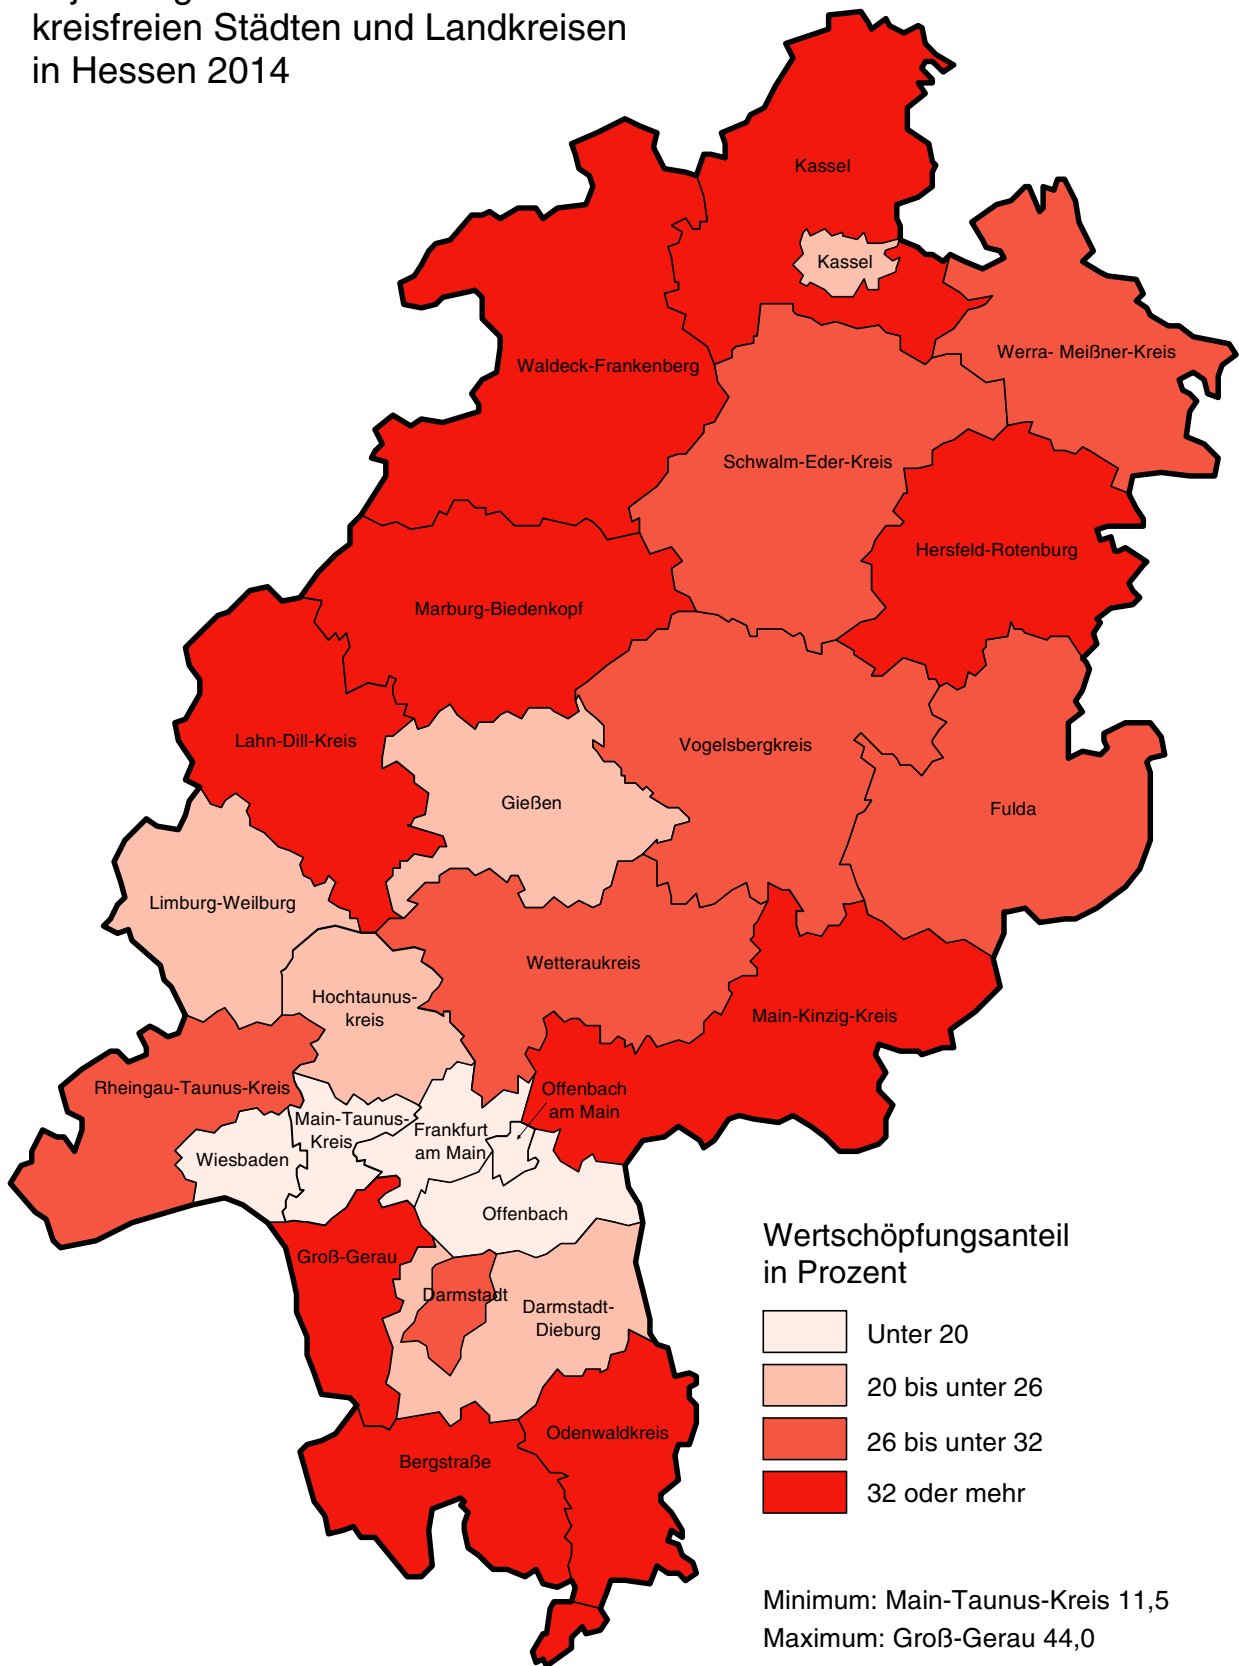 kreisfreien Städten und Landkreisen
in Hessen 2014
Kassel
Kassel
Werra- Meißner-Kreis
Waldeck-Frankenberg
Schwalm-Eder-Kreis
Hersfeld-Rotenburg
Marburg-Biedenkopf
Lahn-Dill-Kreis
Vogelsbergkreis
Gießen
Fulda
Limburg-Weilburg
Wetteraukreis
Hochtaunus-
kreis
Main-Kinzig-Kreis
Rheingau-Taunus-Kreis
Offenbach
am Main
Main-Taunus-
Kreis
Frankfurt
am Main
Wiesbaden
Offenbach
Groß-Gerau
Darmstadt
Darmstadt-
Dieburg
Odenwaldkreis
Bergstraße
Wertschöpfungsanteil
in Prozent
Unter 20
20 bis unter 26
26 bis unter 32
32 oder mehr
Minimum: Main-Taunus-Kreis 11,5
Maximum: Groß-Gerau 44,0